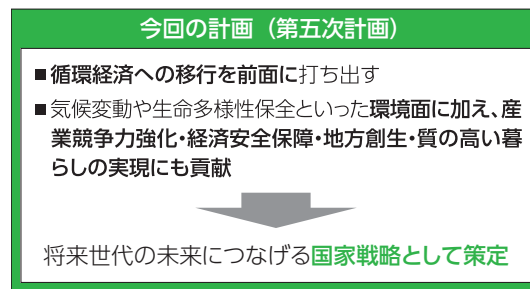 今回の計画（第五次計画）
■循環経済への移行を前面に打ち出す
■気候変動や生命多様性保全といった環境面に加え、産
業競争力強化・経済安全保障・地方創生・質の高い暮
らしの実現にも貢献
将来世代の未来につなげる国家戦略として策定